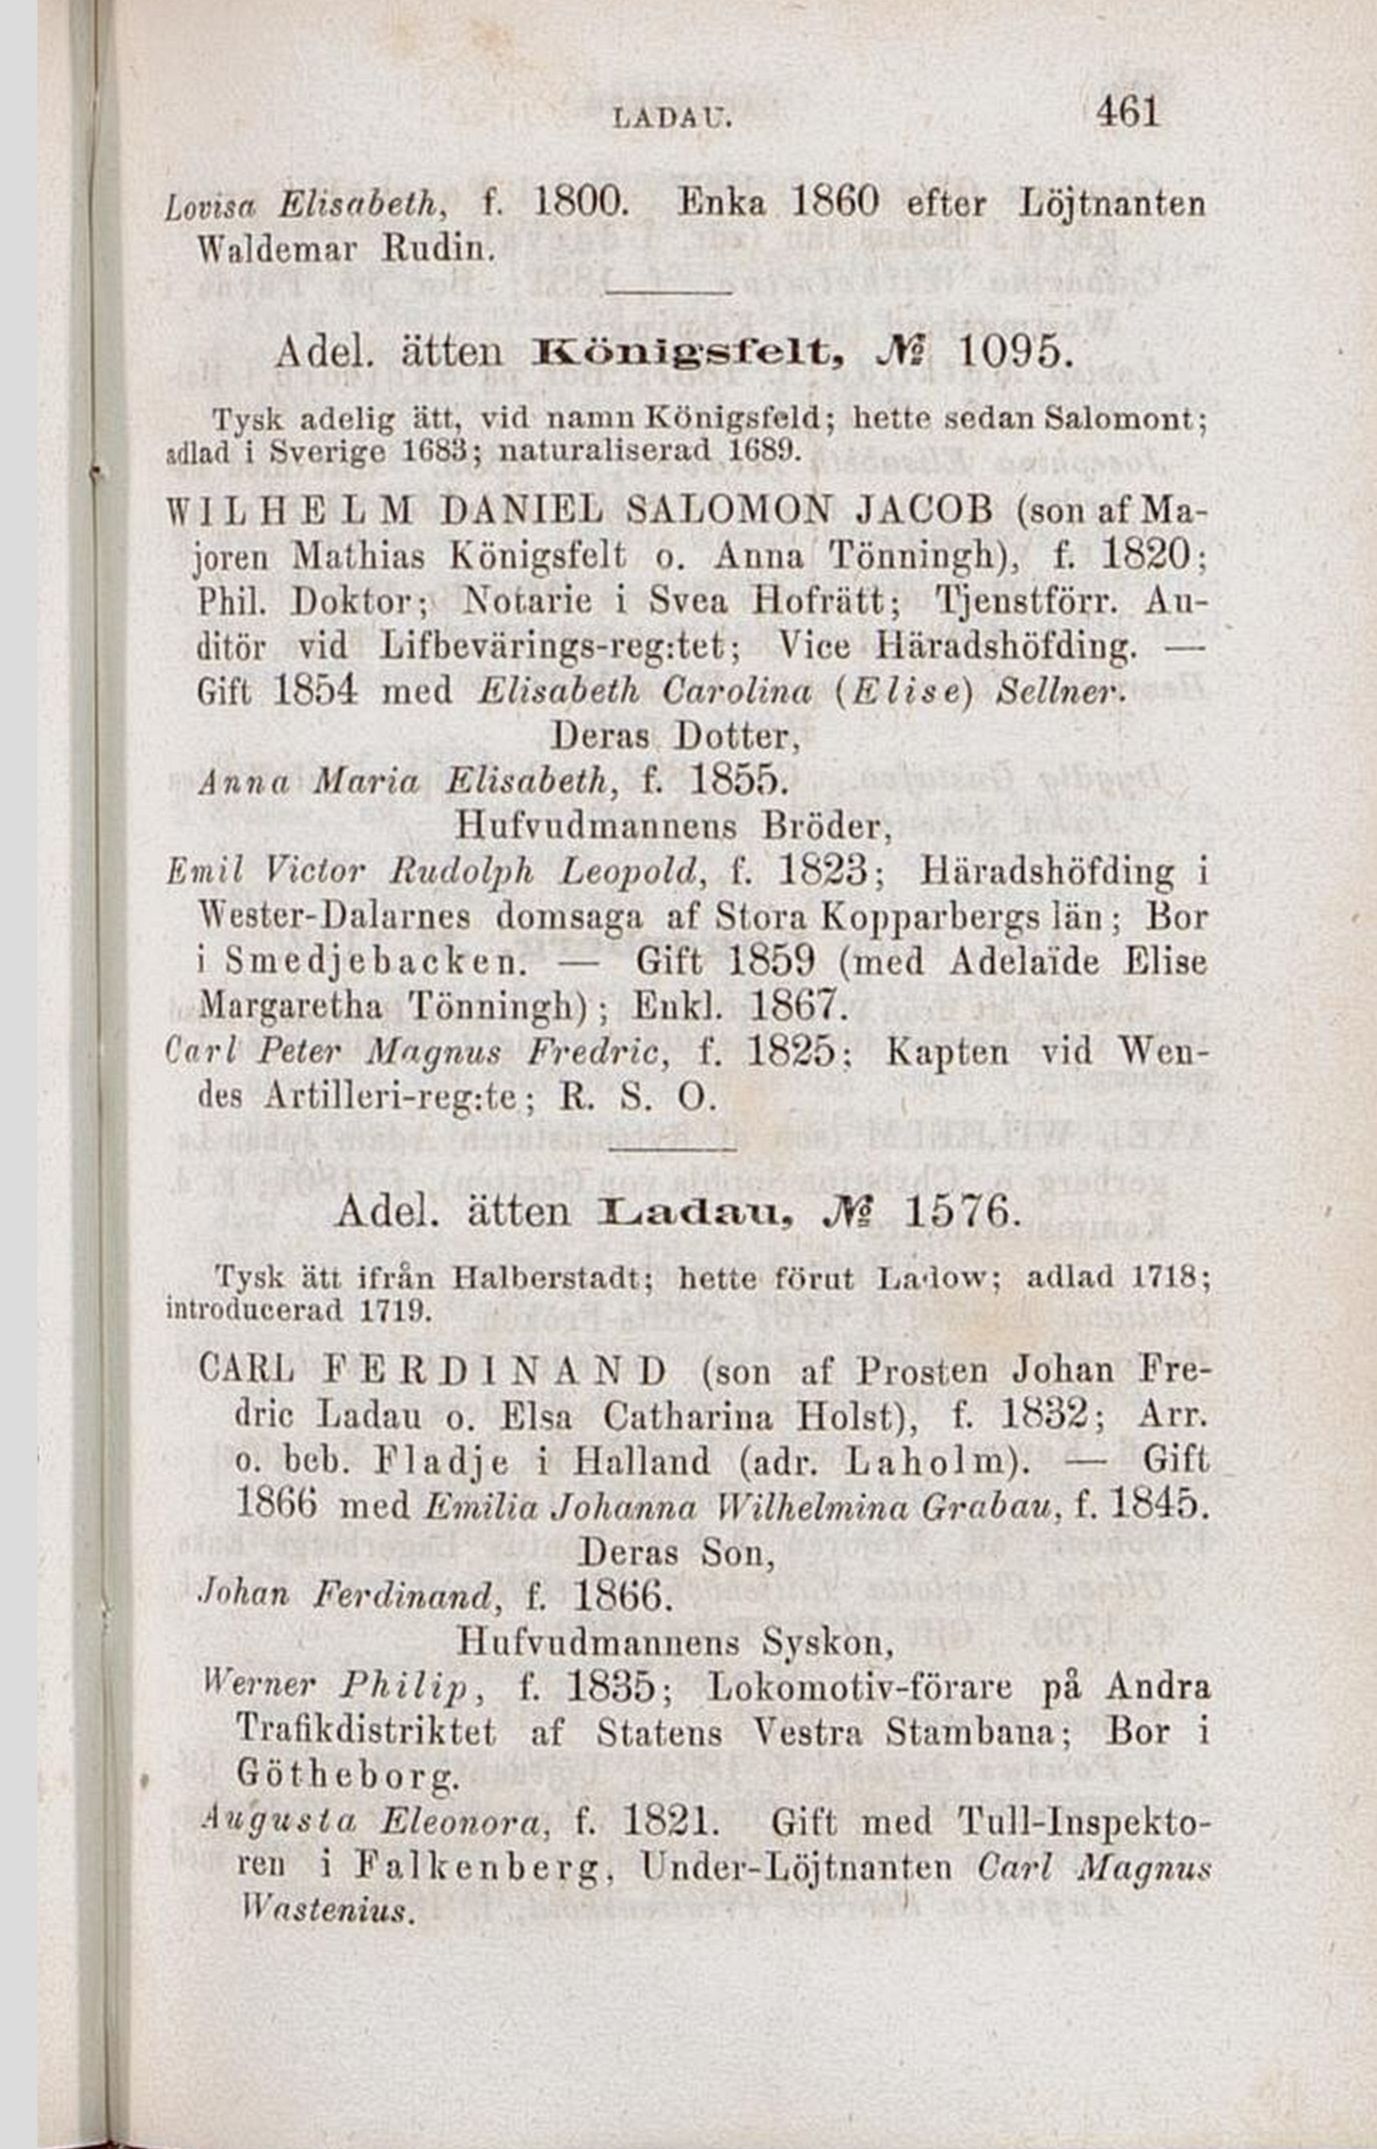 LADAU. 461
Lovisa Elisabeth, f. 1800. Enka 1860 efter Löjtnanten
Waldemar Rudin.
Adel. ätten Königsfelt, № 1095.
Tysk adelig ätt, vid namn Königsfeld; hette sedan Salomont;
adlad i Sverige 1683; naturaliserad 1689.
WILHELM DANIEL SALOMON JACOB (son af Ma-
joren Mathias Königsfelt o. Anna Tönningh), f. 1820;
Phil. Doktor; Notarie i Svea Hofrätt; Tjenstförr. Au-
ditör vid Lifbevärings-reg:tet; Vice Häradshöfding. —
Gift 1854 med Elisabeth Carolina (Elise) Sellner.
Deras Dotter,
Anna Maria Elisabeth, f. 1855.
Hufvudmannens Bröder,
Emil Victor Rudolph Leopold, f. 1823; Häradshöfding i
Wester-Dalarnes domsaga af Stora Kopparbergs län; Bor
i Smedjebacken. — Gift 1859 (med Adelaïde Elise
Margaretha Tönningh); Enkl. 1867.
Carl Peter Magnus Fredric, f. 1825; Kapten vid Wen-
des Artilleri-reg:te; R. S. O.
Adel. ätten Ladau, № 1576.
Tysk ätt ifrån Halberstadt; hette förut Ladow; adlad 1718;
introducerad 1719.
CARL FERDINAND (son af Prosten Johan Fre-
dric Ladau o. Elsa Catharina Holst), f. 1832; Arr.
o. beb. Fladje i Halland (adr. Laholm). — Gift
1866 med Emilia Johanna Wilhelmina Grabau, f. 1845.
Deras Son,
Johan Ferdinand, f. 1866.
Hufvudmannens Syskon,
Werner Philip, f. 1835; Lokomotiv-förare på Andra
Trafikdistriktet af Statens Vestra Stambana; Bor i
Götheborg.
Augusta Eleonora, f. 1821. Gift med Tull-Inspekto-
ren i Falkenberg, Under-Löjtnanten Carl Magnus
Wastenius.